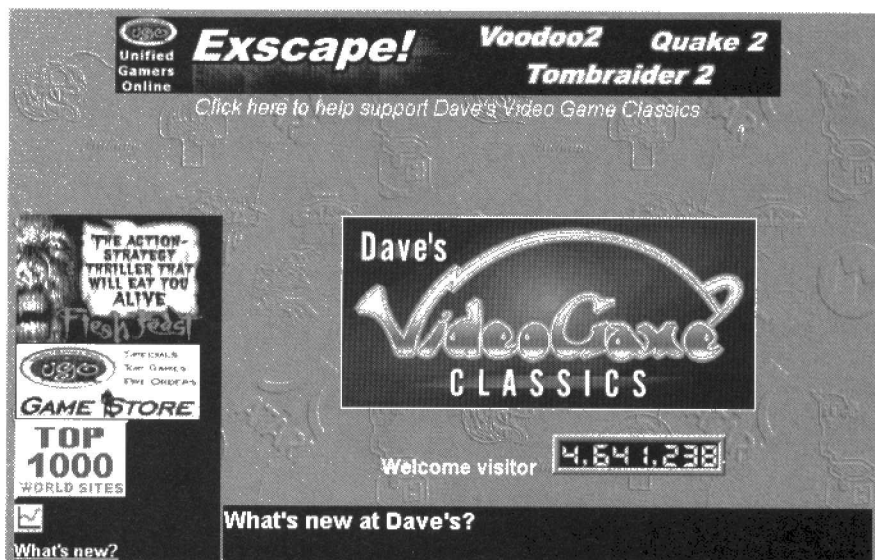 Unified
Gamers
Online
Exscape!
Voodoo2
Quake 2
Tombraider 2
Click here to help support Dave's Video Game Classics
THE ACTION-
STRATEGY
THRILLER THAT
WILL EAT YOU
ALIVE
Flesh Feast
UGO
SPECIALS
TOP GAMES
PRE ORDERS
GAME STORE
TOP
1000
WORLD SITES
What's new?
Dave's
VideoGame
CLASSICS
Welcome visitor 4,641,238
What's new at Dave's?